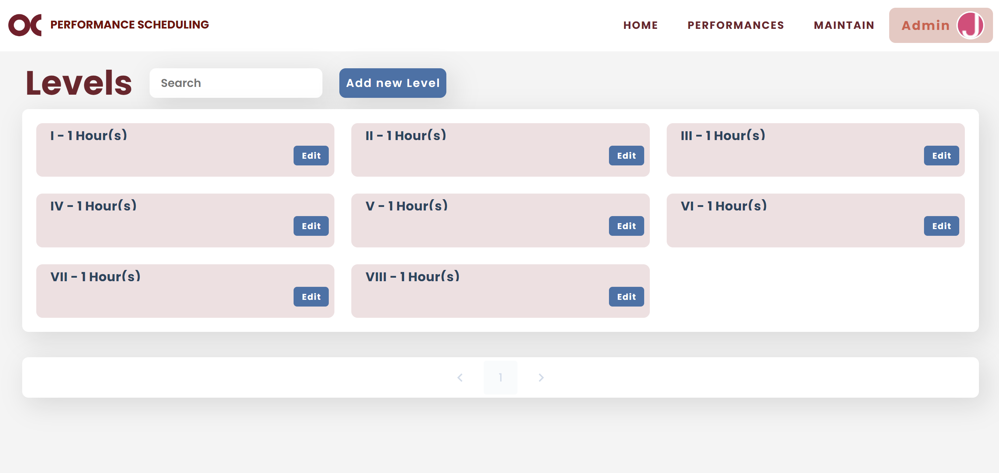 OC PERFORMANCE SCHEDULING
HOME PERFORMANCES MAINTAIN Admin J
Levels Search Add new Level
I - 1 Hour(s) II - 1 Hour(s) III - 1 Hour(s)
Edit Edit Edit
IV - 1 Hour(s) V - 1 Hour(s) VI - 1 Hour(s)
Edit Edit Edit
VII - 1 Hour(s) VIII - 1 Hour(s)
Edit Edit
1